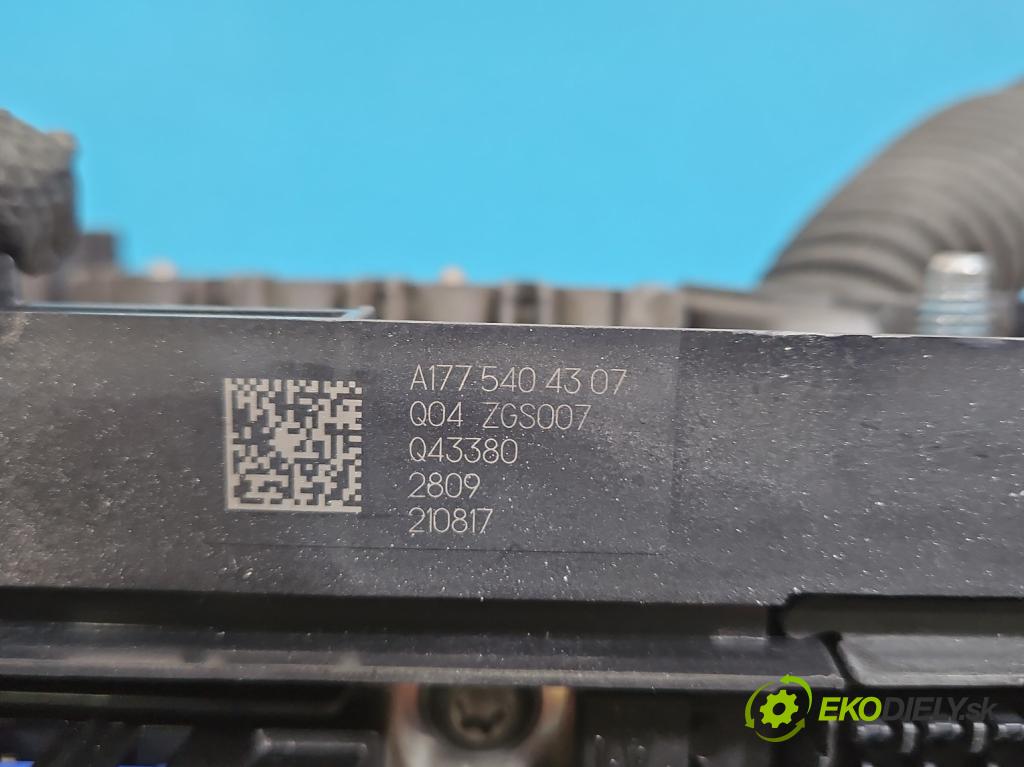 A177 540 43 07
Q04 ZGS007
Q43380
2809
210817
EKODIELY.sk